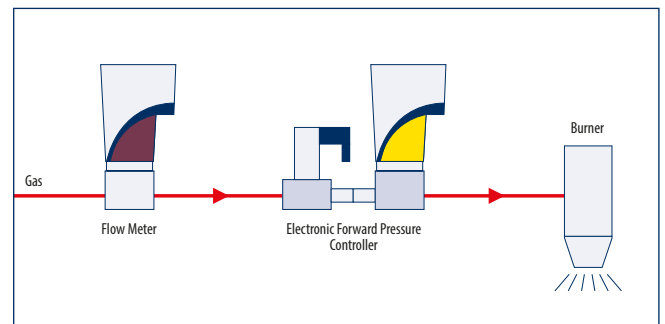 Gas
Flow Meter
Electronic Forward Pressure
Controller
Burner